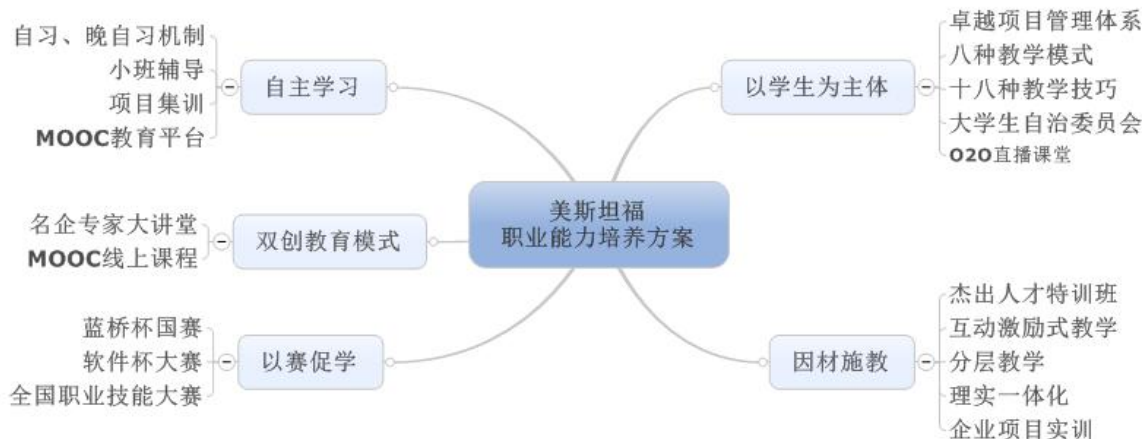 美斯坦福
职业能力培养方案
自主学习
自习、晚自习机制
小班辅导
项目集训
MOOC教育平台
双创教育模式
名企专家大讲堂
MOOC线上课程
以赛促学
蓝桥杯国赛
软件杯大赛
全国职业技能大赛
以学生为主体
卓越项目管理体系
八种教学模式
十八种教学技巧
大学生自治委员会
O2O直播课堂
因材施教
杰出人才特训班
互动激励式教学
分层教学
理实一体化
企业项目实训